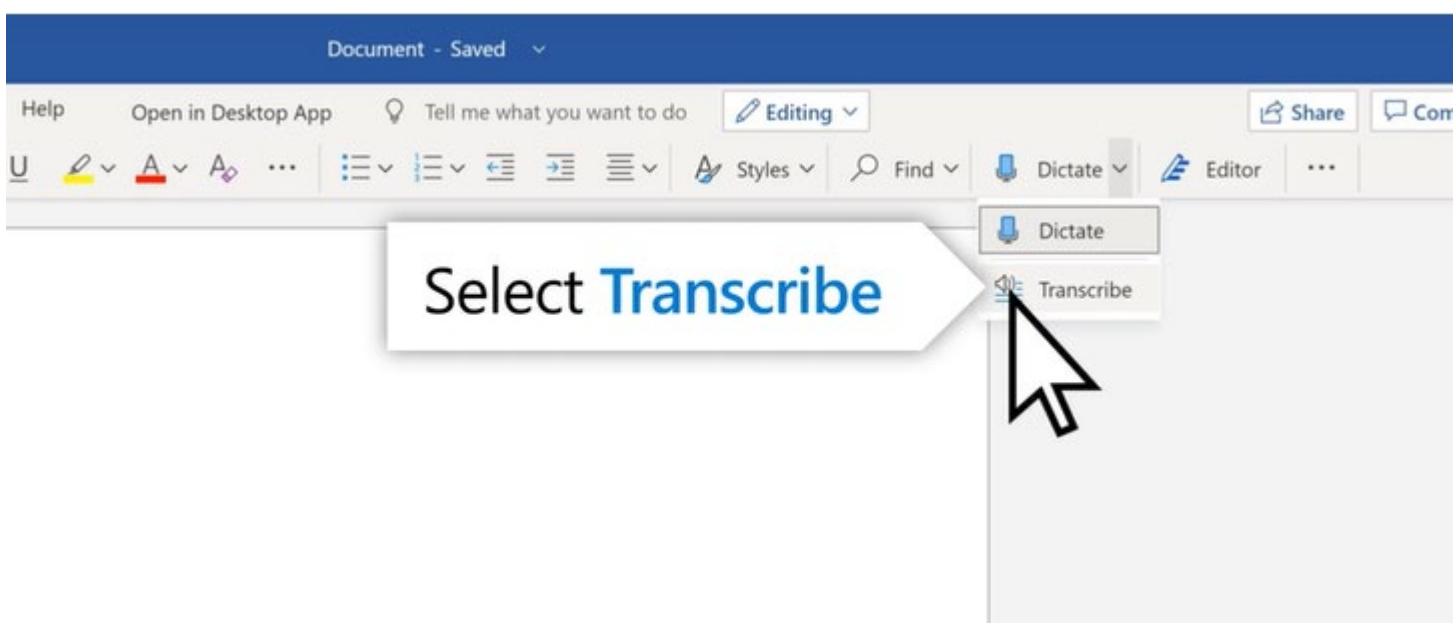 Document - Saved
Help Open in Desktop App Tell me what you want to do Editing Share Com
U A A ... Styles Find Dictate Editor ...
Dictate
Select Transcribe
Transcribe